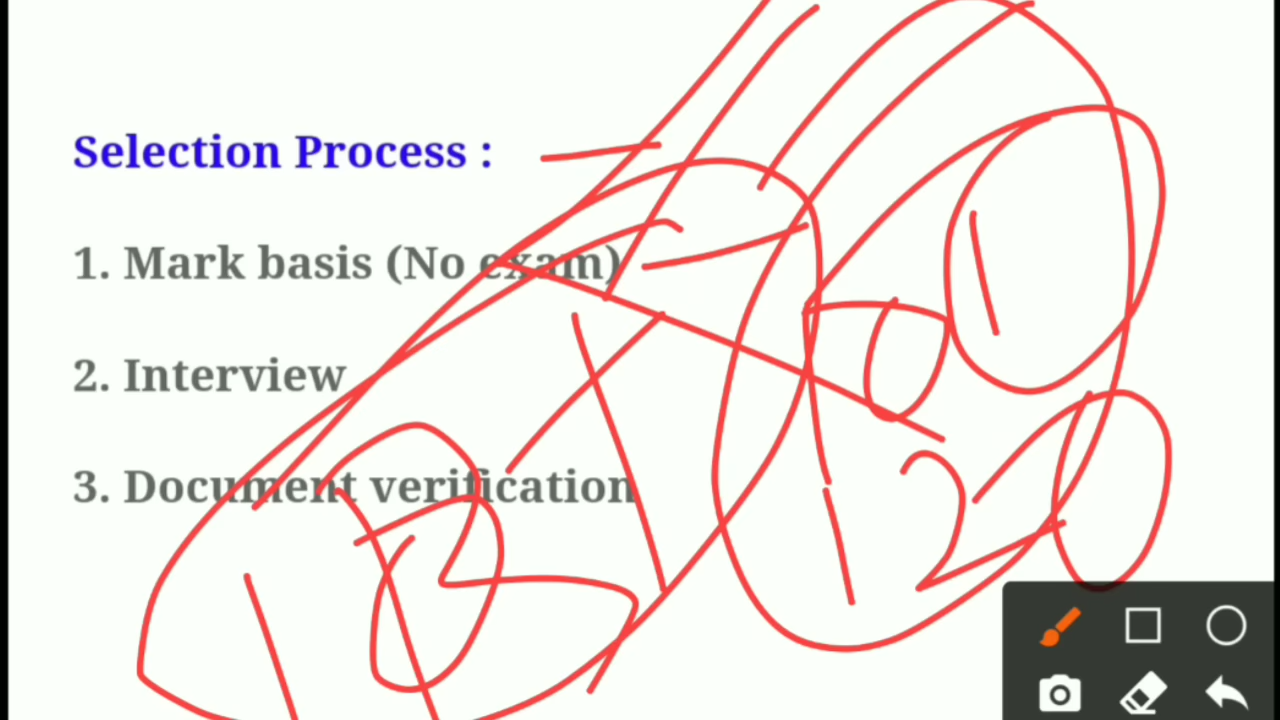 Selection Process :
1. Mark basis (No exam)
2. Interview
3. Document verification